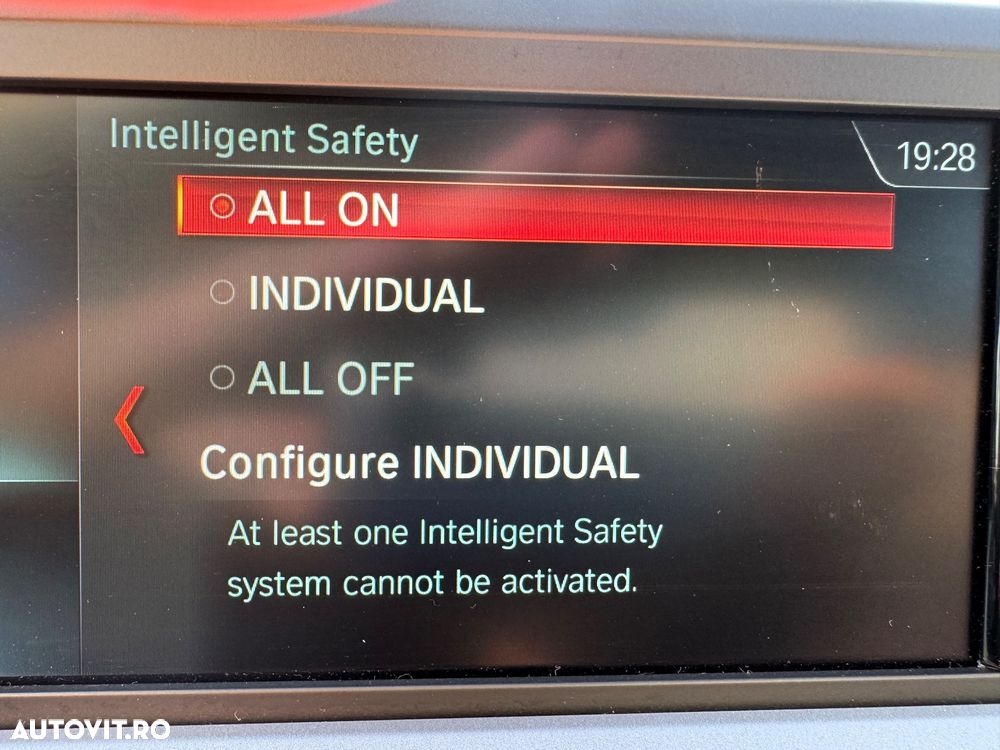 Intelligent Safety
19:28
ALL ON
INDIVIDUAL
ALL OFF
Configure INDIVIDUAL
At least one Intelligent Safety
system cannot be activated.
AUTOVIT.RO